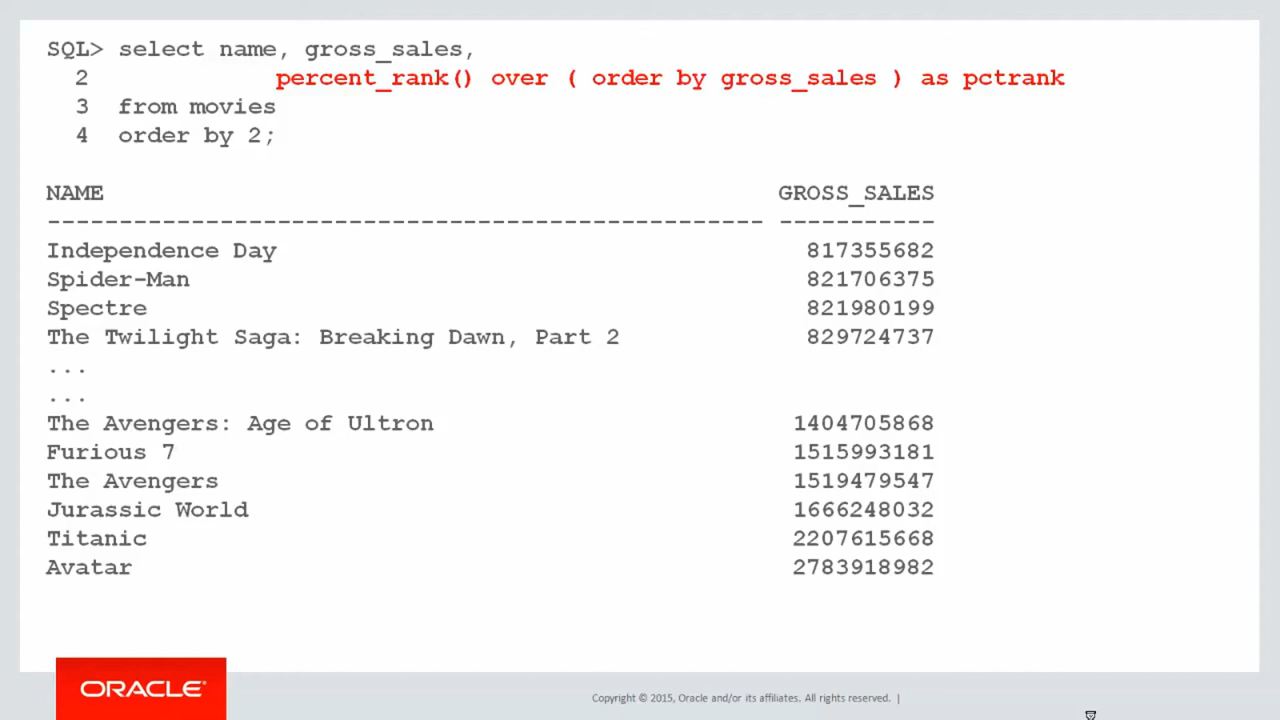 SQL> select name, gross_sales,
2 percent_rank() over ( order by gross_sales ) as pctrank
3 from movies
4 order by 2;
NAME GROSS_SALES
-------------------------------------------------- -----------
Independence Day 817355682
Spider-Man 821706375
Spectre 821980199
The Twilight Saga: Breaking Dawn, Part 2 829724737
...
...
The Avengers: Age of Ultron 1404705868
Furious 7 1515993181
The Avengers 1519479547
Jurassic World 1666248032
Titanic 2207615668
Avatar 2783918982
ORACLE®
Copyright © 2015, Oracle and/or its affiliates. All rights reserved. |